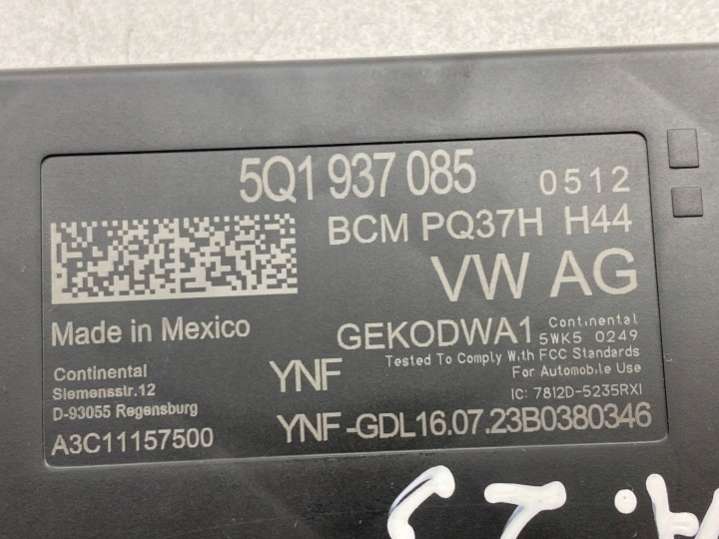 5Q1 937 085 0512
BCM PQ37H H44
VW AG
Made in Mexico
GEKODWA1
Continental
5WK5 0249
Tested To Comply With FCC Standards
For Automobile Use
Continental
Siemensstr.12
D-93055 Regensburg
YNF
IC: 7812D-5235RXI
A3C11157500
YNF-GDL16.07.23B0380346